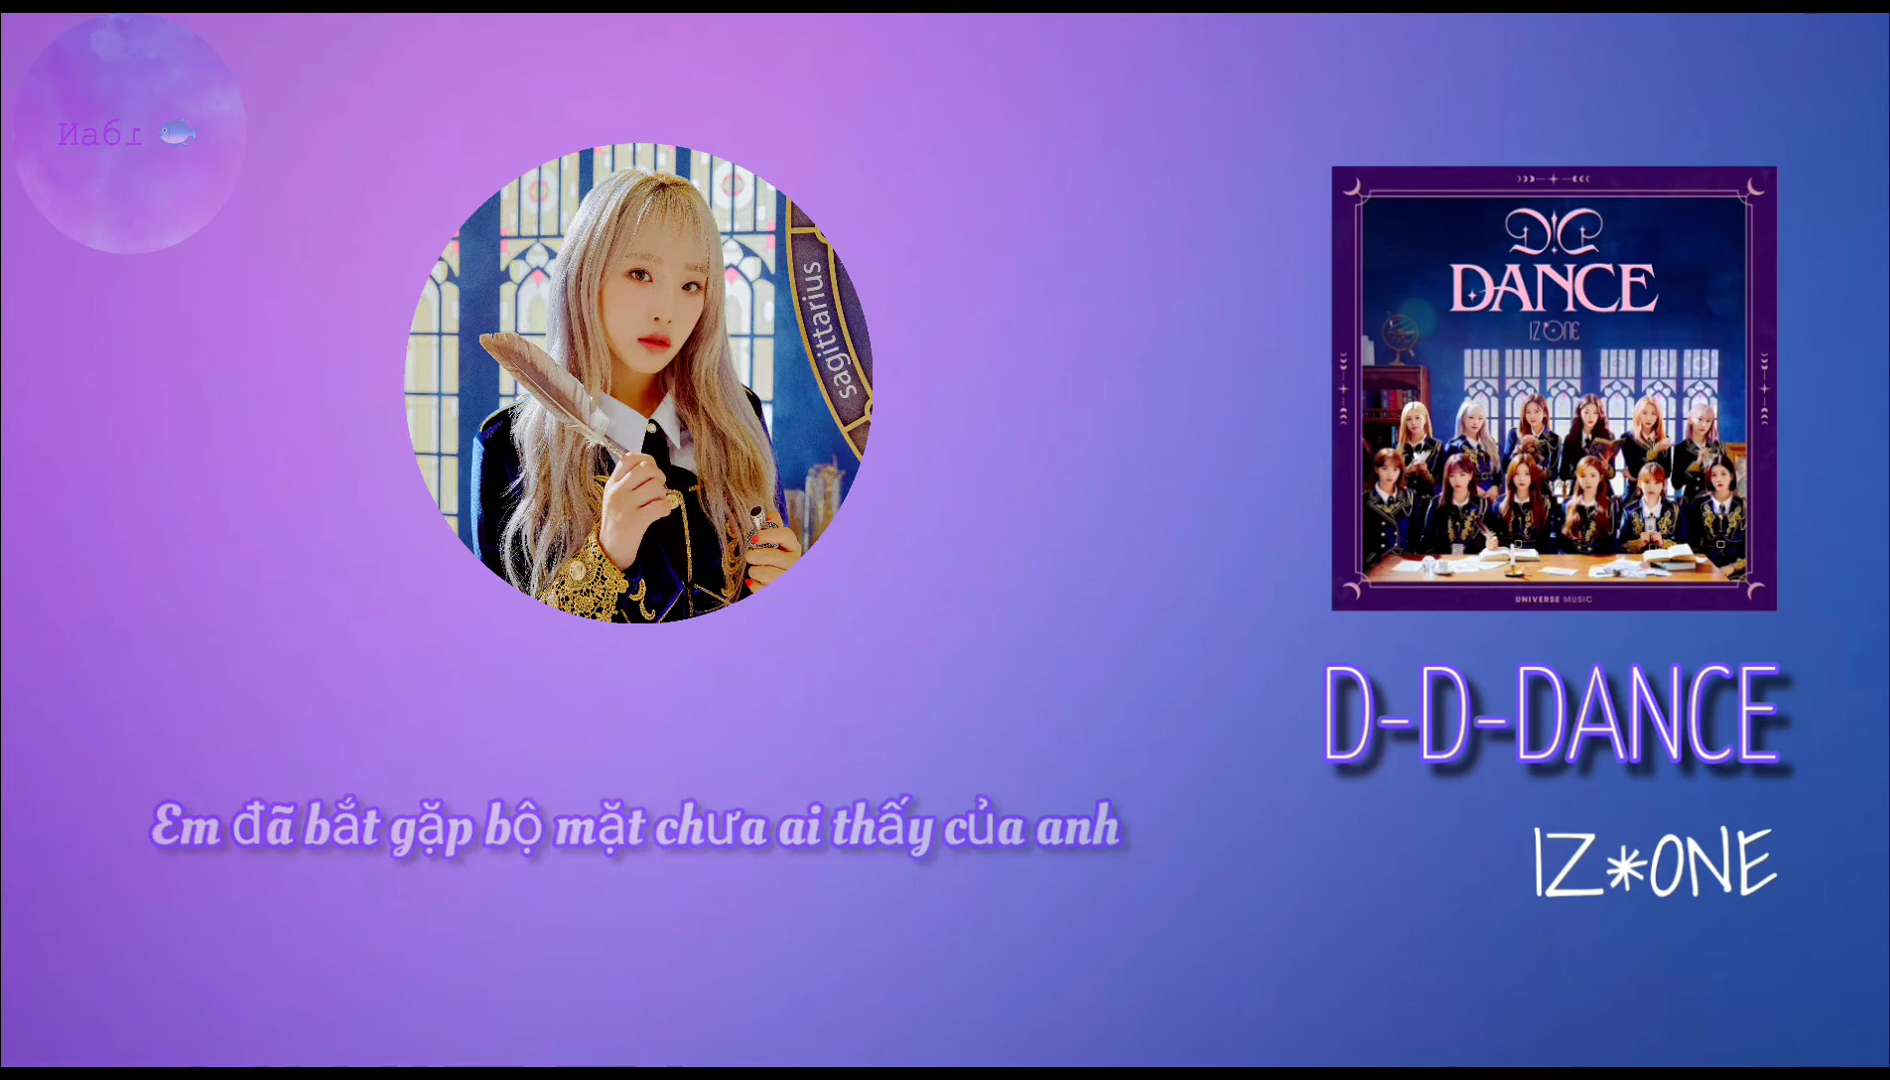 Иабґ
sagittarius
DANCE
IZ*ONE
UNIVERSE MUSIC
D-D-DANCE
IZ*ONE
Em đã bắt gặp bộ mặt chưa ai thấy của anh